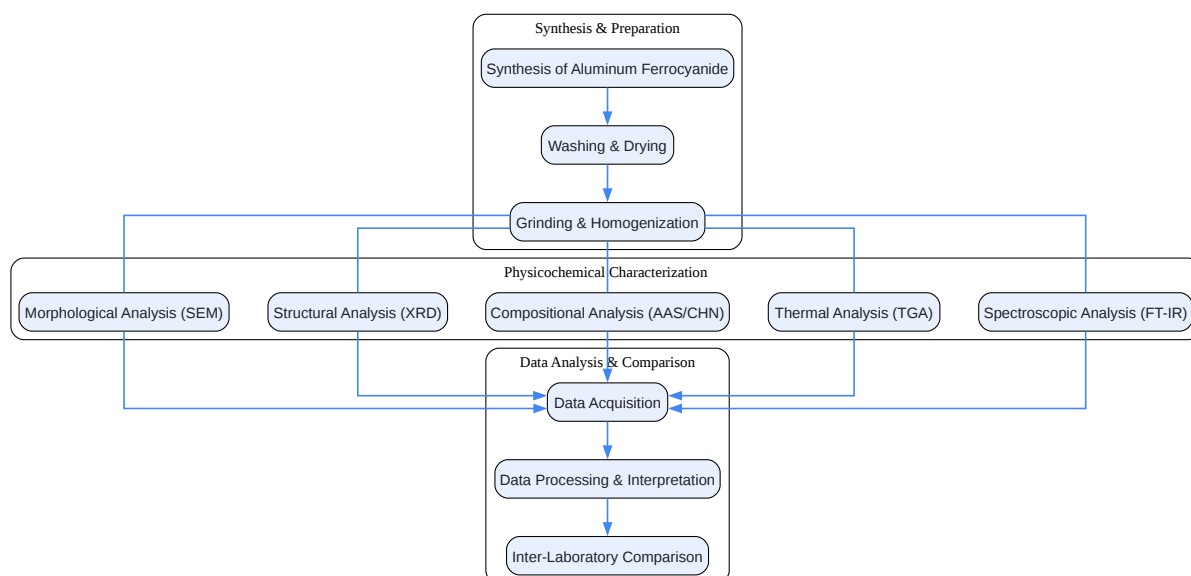 Synthesis & Preparation
Synthesis of Aluminum Ferrocyanide
Washing & Drying
Grinding & Homogenization
Physicochemical Characterization
Morphological Analysis (SEM)
Structural Analysis (XRD)
Compositional Analysis (AAS/CHN)
Thermal Analysis (TGA)
Spectroscopic Analysis (FT-IR)
Data Analysis & Comparison
Data Acquisition
Data Processing & Interpretation
Inter-Laboratory Comparison